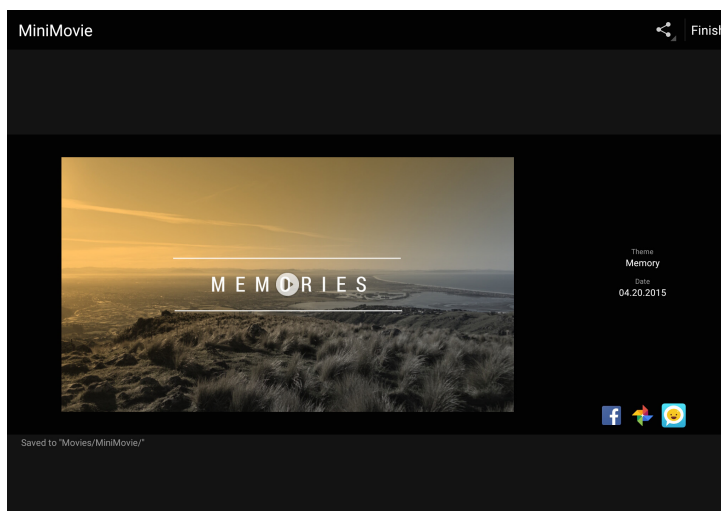 MiniMovie
Finish
MEMORIES
Theme
Memory
Date
04.20.2015
Saved to "Movies/MiniMovie/"